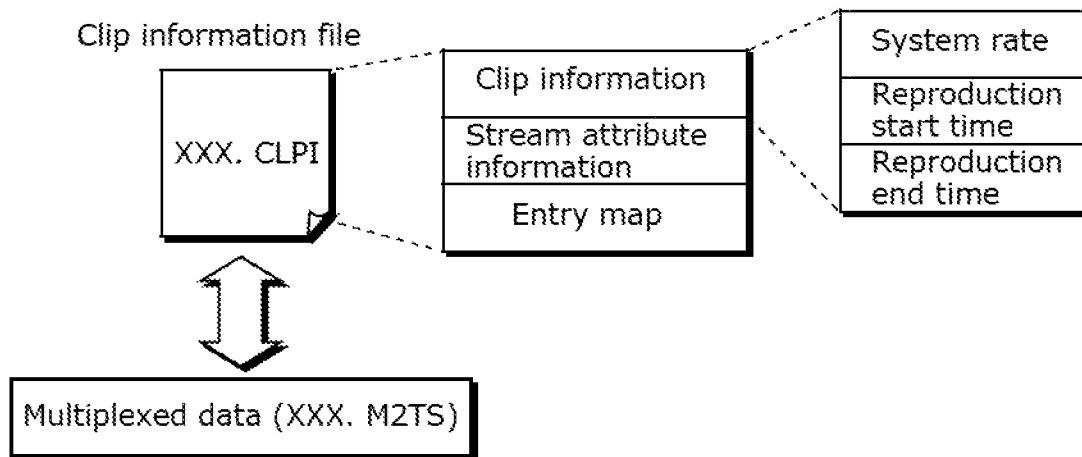 Clip information file
XXX. CLPI
Clip information
Stream attribute
information
Entry map
System rate
Reproduction
start time
Reproduction
end time
Multiplexed data (XXX. M2TS)